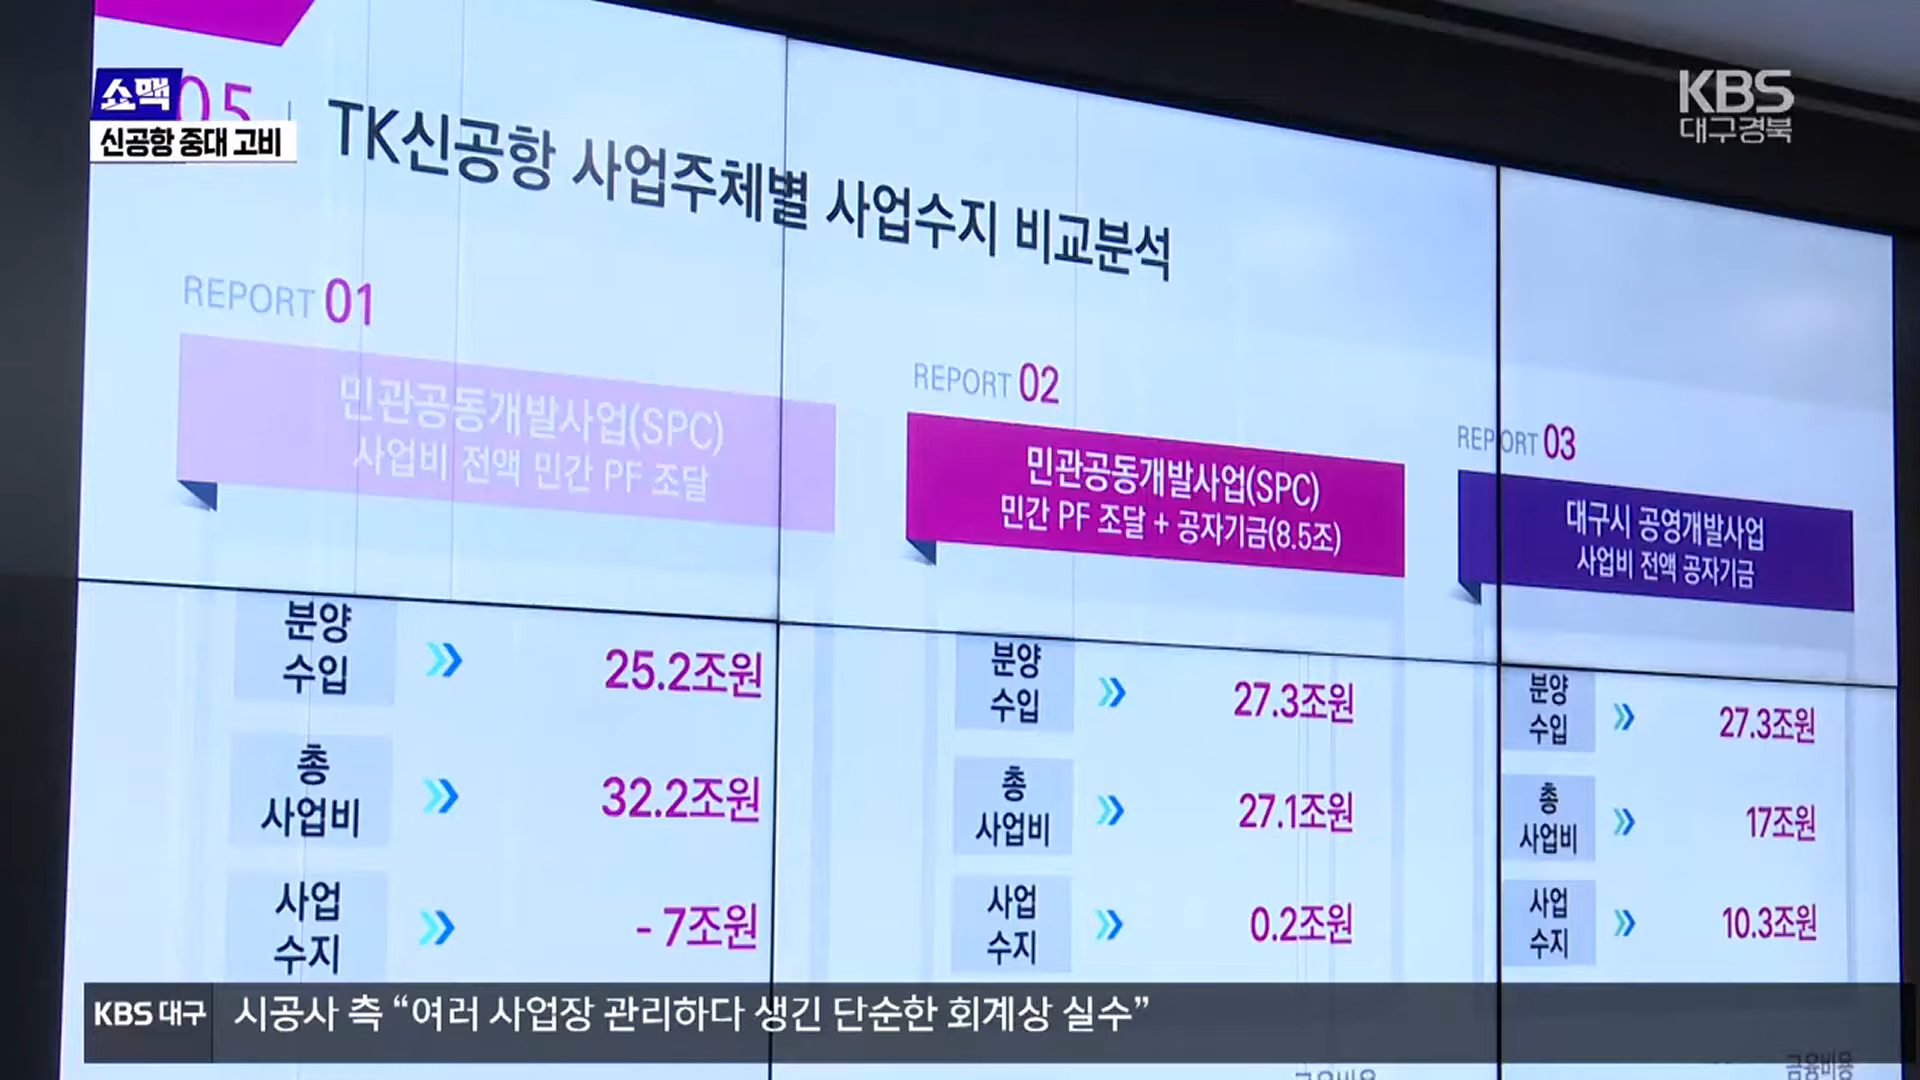 쇼맥
신공항 중대 고비
KBS
대구경북
05
TK신공항 사업주체별 사업수지 비교분석
REPORT 01
민관공동개발사업(SPC)
사업비 전액 민간 PF 조달
분양
수입
25.2조원
총
사업비
32.2조원
사업
수지
- 7조원
REPORT 02
민관공동개발사업(SPC)
민간 PF 조달 + 공자기금(8.5조)
분양
수입
27.3조원
총
사업비
27.1조원
사업
수지
0.2조원
REPORT 03
대구시 공영개발사업
사업비 전액 공자기금
분양
수입
27.3조원
총
사업비
17조원
사업
수지
10.3조원
금융비용
KBS 대구
시공사 측 “여러 사업장 관리하다 생긴 단순한 회계상 실수”